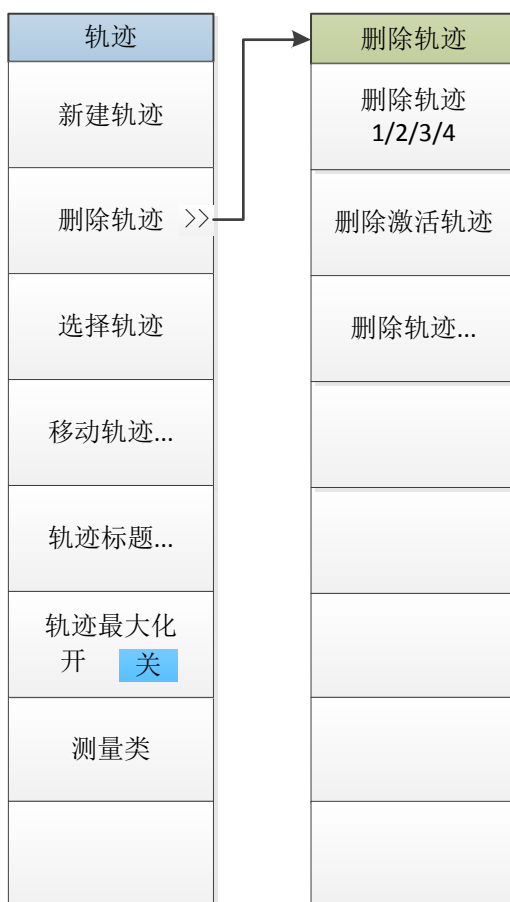 轨迹
新建轨迹
删除轨迹 >>
选择轨迹
移动轨迹...
轨迹标题...
轨迹最大化
开 关
测量类
删除轨迹
删除轨迹
1/2/3/4
删除激活轨迹
删除轨迹...